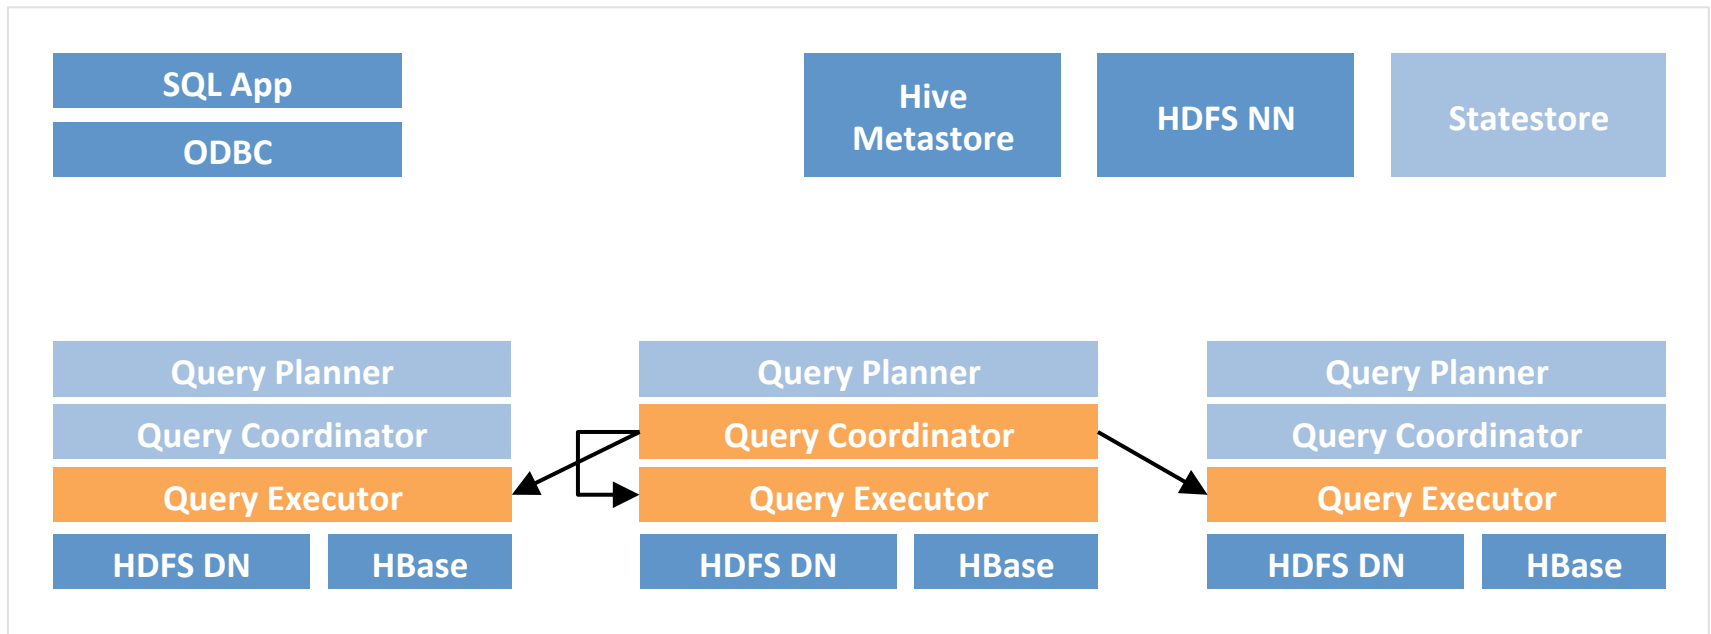 SQL App
ODBC
Hive
Metastore
HDFS NN
Statestore
Query Planner
Query Coordinator
Query Executor
HDFS DN
HBase
Query Planner
Query Coordinator
Query Executor
HDFS DN
HBase
Query Planner
Query Coordinator
Query Executor
HDFS DN
HBase